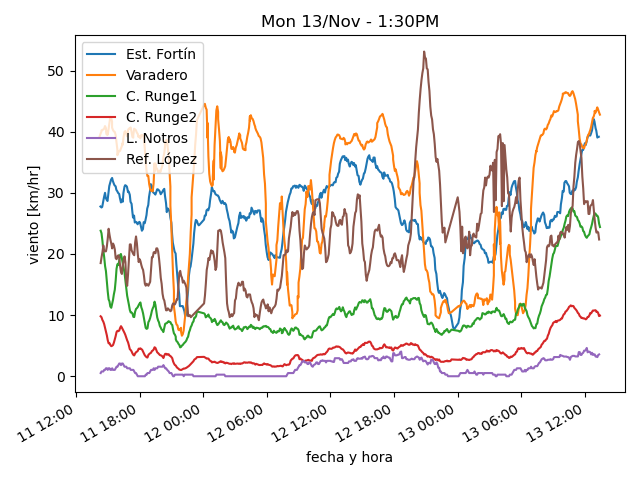 Mon 13/Nov - 1:30PM
Est. Fortín
Varadero
C. Runge1
C. Runge2
L. Notros
Ref. López
viento [km/hr]
50
40
30
20
10
0
11 12:00
11 18:00
12 00:00
12 06:00
12 12:00
12 18:00
13 00:00
13 06:00
13 12:00
fecha y hora